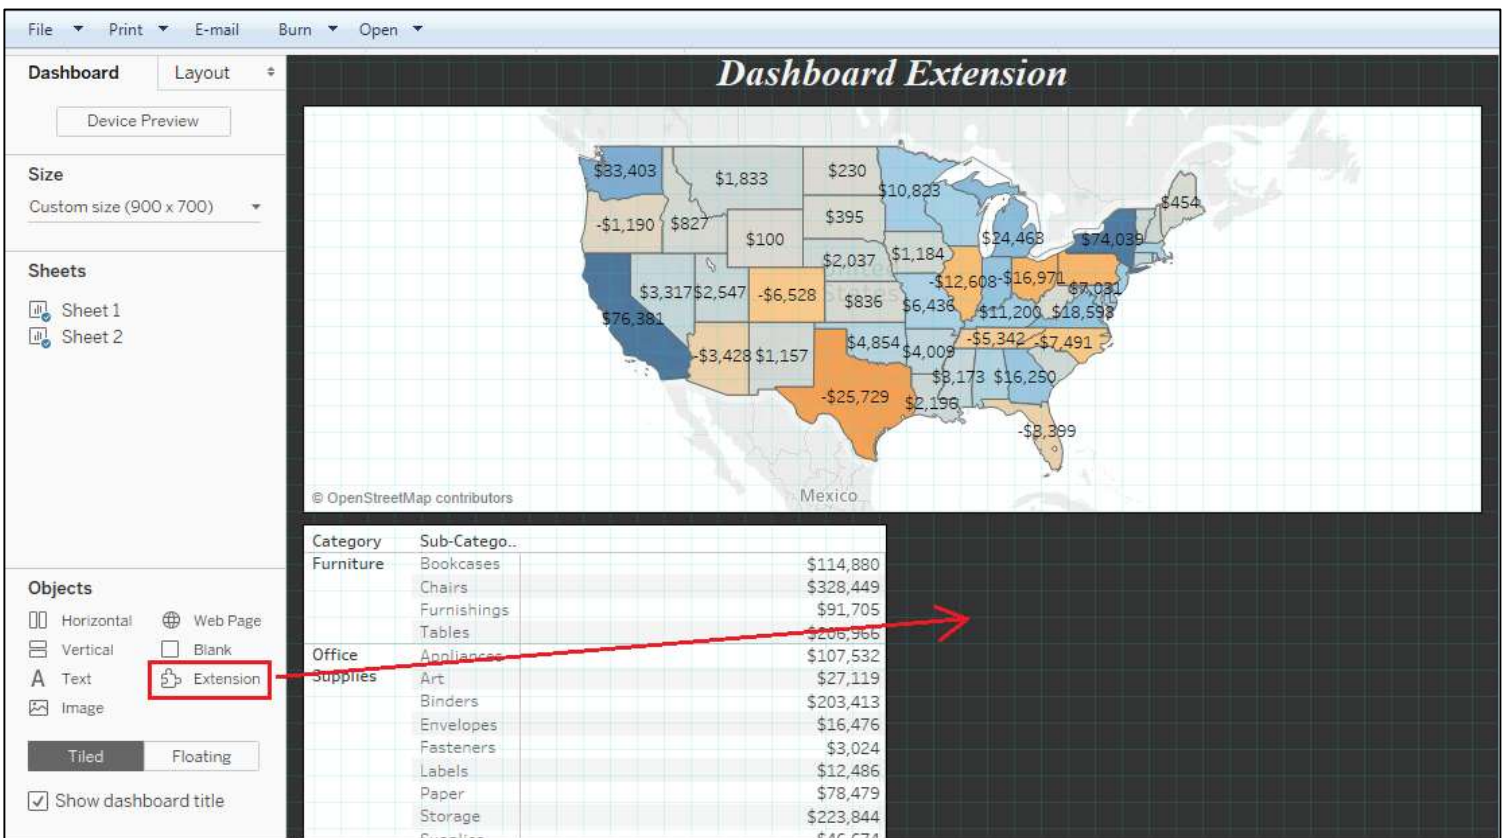 File Print E-mail Burn Open
Dashboard Layout
Device Preview
Size
Custom size (900 x 700)
Sheets
Sheet 1
Sheet 2
Objects
Horizontal Web Page
Vertical Blank
Text Extension
Image
Tiled Floating
Show dashboard title
Dashboard Extension
$33,403 $1,833 $230 $10,823 $454
-$1,190 $827 $100 $395 $24,463 $74,039
$2,037 $1,184
$3,317 $2,547 -$6,528 $836 $6,436 -$12,608 -$16,971 $7,031
$76,381 $11,200 $18,598
-$3,428 $1,157 $4,854 $4,009 -$5,342 -$7,491
-$25,729 $2,196 $3,173 $16,250
-$3,399
United
States
Mexico
© OpenStreetMap contributors
Category Sub-Catego..
Furniture Bookcases $114,880
Chairs $328,449
Furnishings $91,705
Tables $206,966
Office Appliances $107,532
Supplies Art $27,119
Binders $203,413
Envelopes $16,476
Fasteners $3,024
Labels $12,486
Paper $78,479
Storage $223,844